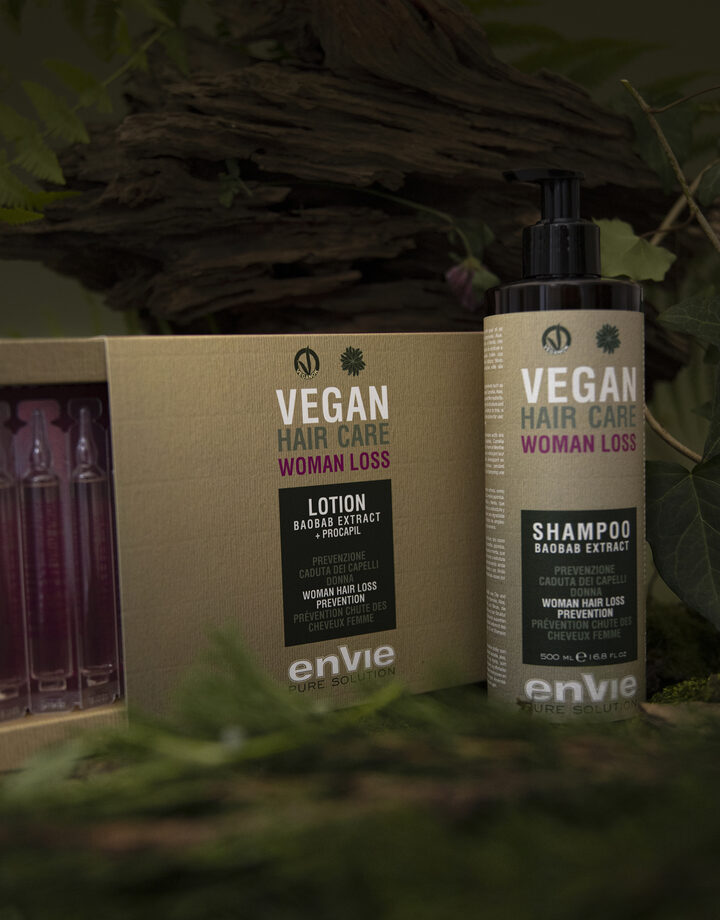 VEGAN
HAIR CARE
WOMAN LOSS
LOTION
BAOBAB EXTRACT
+ PROCAPIL
PREVENZIONE
CADUTA DEI CAPELLI
DONNA
WOMAN HAIR LOSS
PREVENTION
PRÉVENTION CHUTE DES
CHEVEUX FEMME
enVie
PURE SOLUTION
VEGAN
HAIR CARE
WOMAN LOSS
SHAMPOO
BAOBAB EXTRACT
PREVENZIONE
CADUTA DEI CAPELLI
DONNA
WOMAN HAIR LOSS
PREVENTION
PRÉVENTION CHUTE DES
CHEVEUX FEMME
500 ML ℮ 16.8 FL.OZ
enVie
PURE SOLUTION